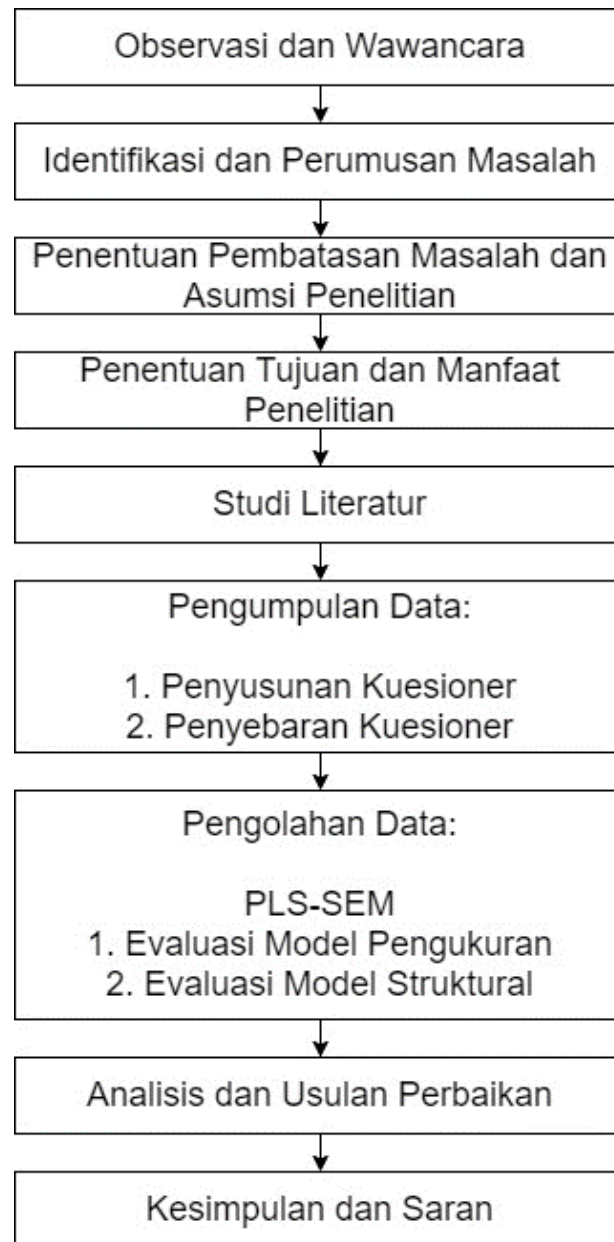 Observasi dan Wawancara
Identifikasi dan Perumusan Masalah
Penentuan Pembatasan Masalah dan
Asumsi Penelitian
Penentuan Tujuan dan Manfaat
Penelitian
Studi Literatur
Pengumpulan Data:
1. Penyusunan Kuesioner
2. Penyebaran Kuesioner
Pengolahan Data:
PLS-SEM
1. Evaluasi Model Pengukuran
2. Evaluasi Model Struktural
Analisis dan Usulan Perbaikan
Kesimpulan dan Saran